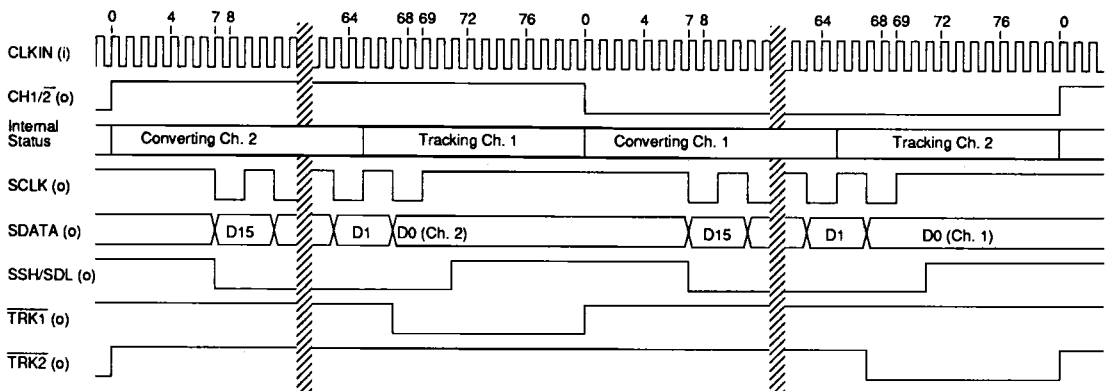 0 4 7 8 64 68 69 72 76 0 4 7 8 64 68 69 72 76 0
CLKIN (i)
CH1/2 (o)
Internal
Status
Converting Ch. 2 Tracking Ch. 1 Converting Ch. 1 Tracking Ch. 2
SCLK (o)
SDATA (o) D15 D1 D0 (Ch. 2) D15 D1 D0 (Ch. 1)
SSH/SDL (o)
TRK1 (o)
TRK2 (o)